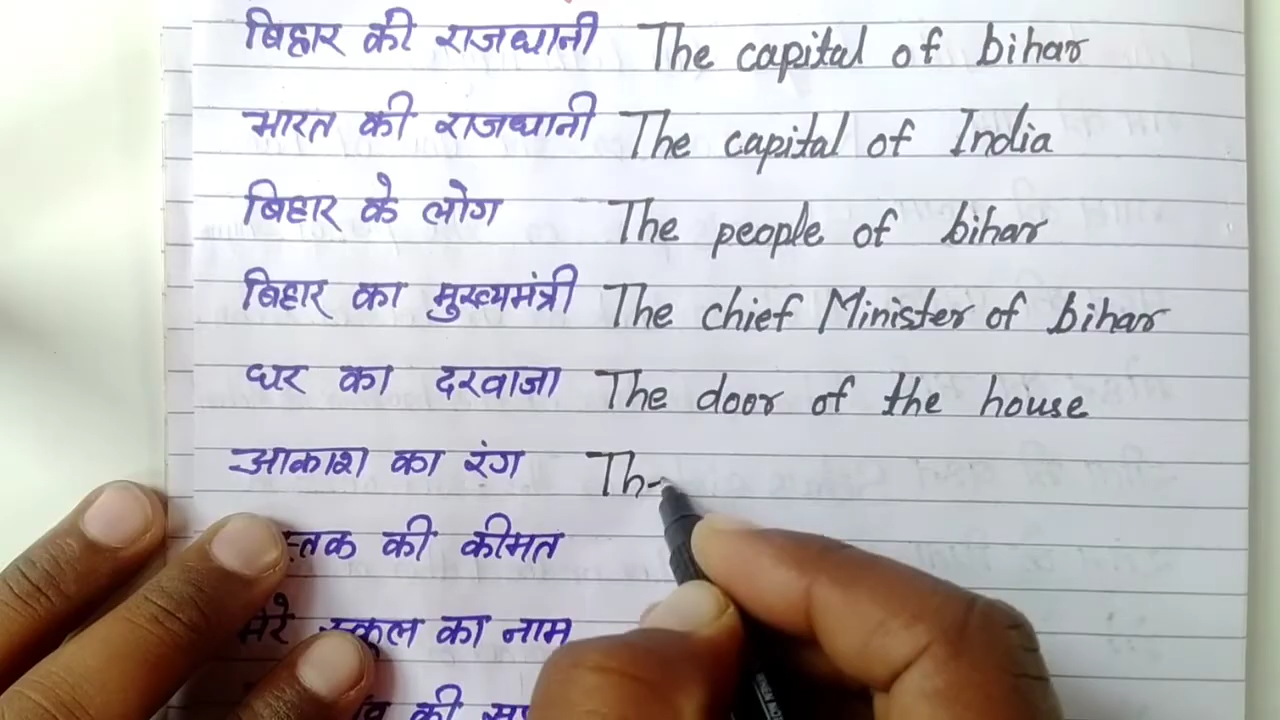 बिहार की राजधानी The capital of bihar
भारत की राजधानी The capital of India
बिहार के लोग The people of bihar
बिहार का मुख्यमंत्री The chief Minister of bihar
घर का दरवाजा The door of the house
आकाश का रंग Th
की कीमत
मेरे स्कूल का नाम
की